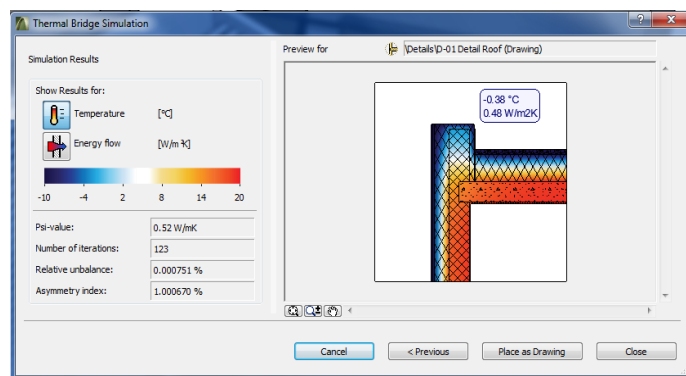 Thermal Bridge Simulation
Simulation Results
Preview for
\Details\D-01 Detail Roof (Drawing)
Show Results for:
Temperature [°C]
Energy flow [W/m²K]
-10 -4 2 8 14 20
Psi-value: 0.52 W/mK
Number of iterations: 123
Relative unbalance: 0.000751 %
Asymmetry index: 1.000670 %
-0.38 °C
0.48 W/m2K
Cancel
< Previous
Place as Drawing
Close